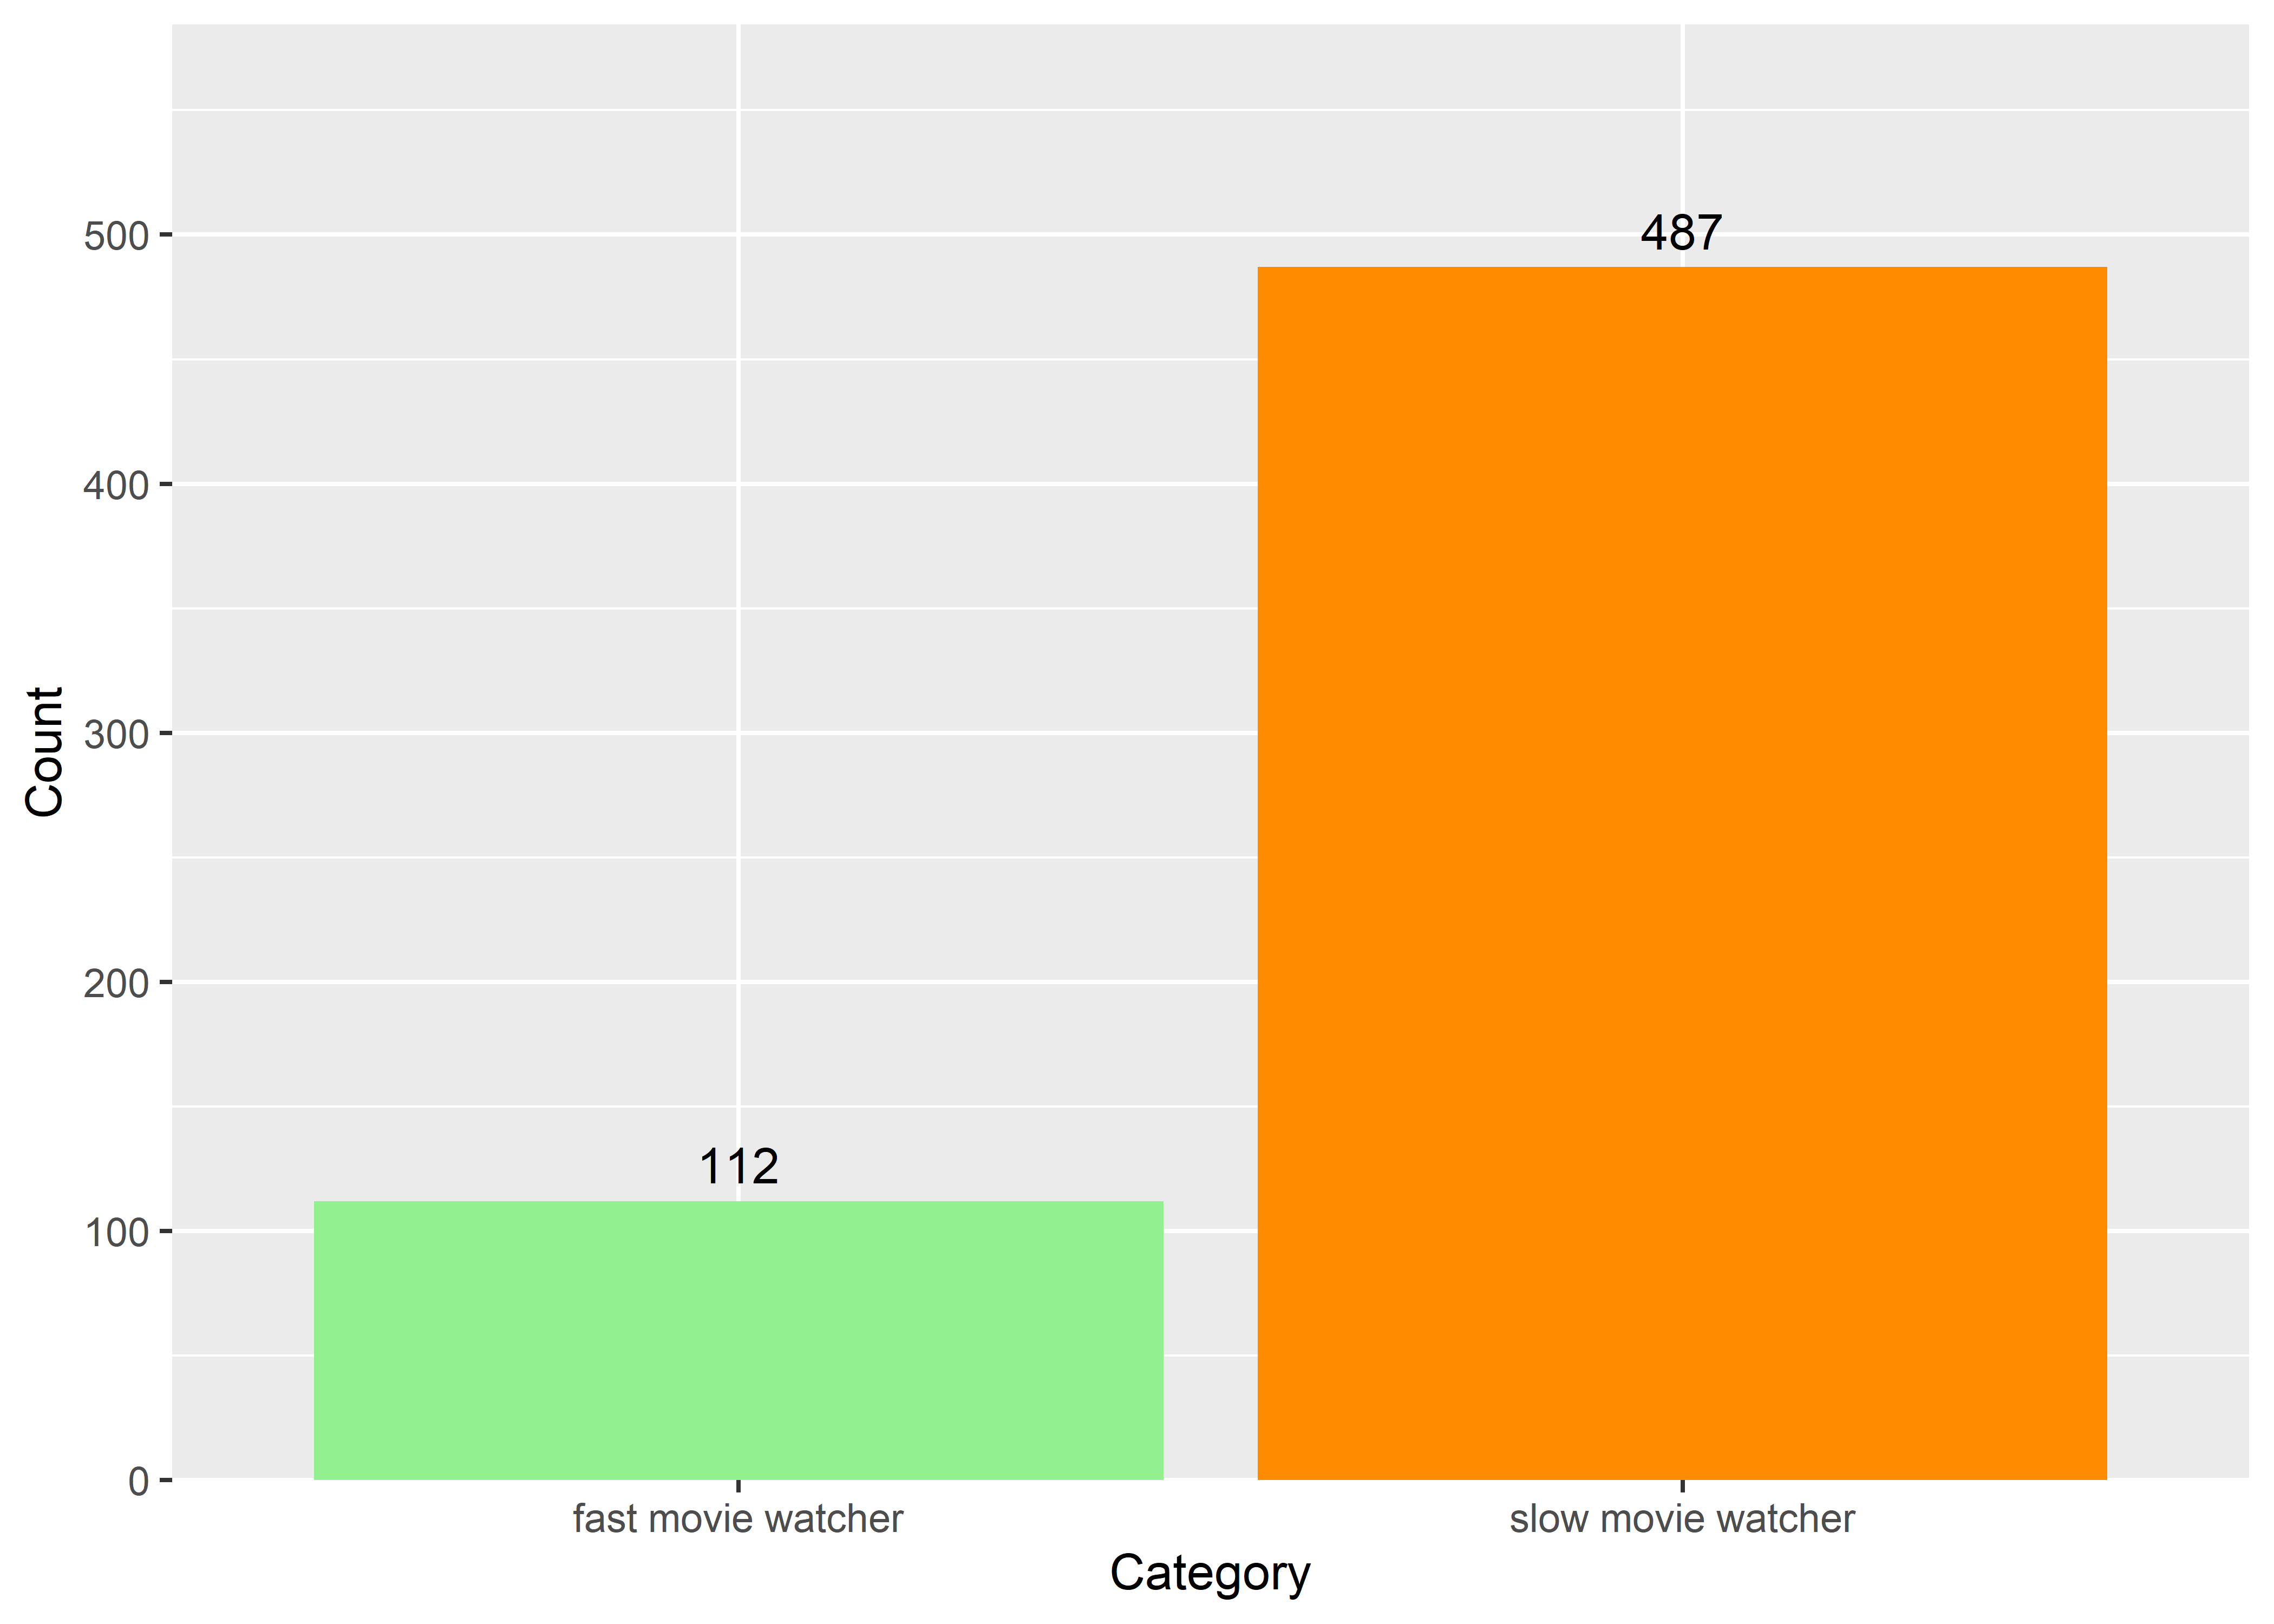 487
500
400
300
200
112
100
0
Count
fast movie watcher
slow movie watcher
Category